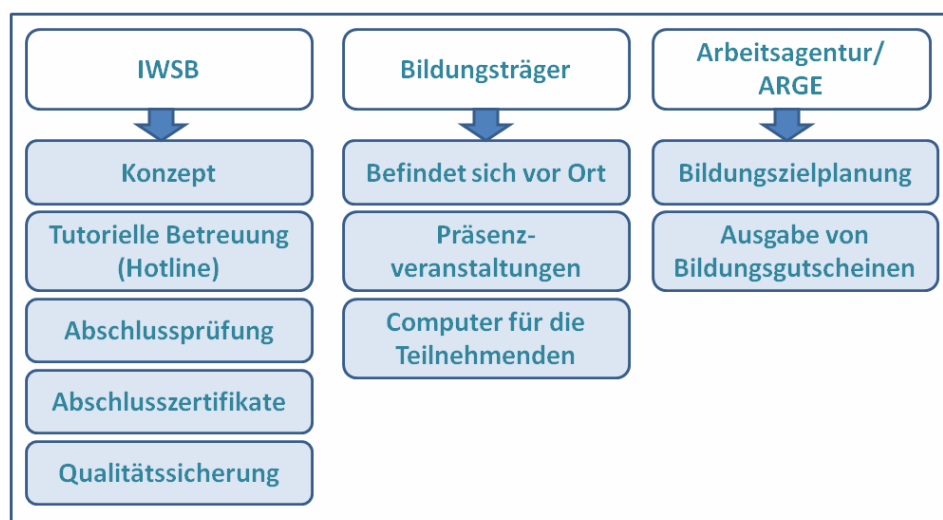 IWSB
Konzept
Tutorielle Betreuung
(Hotline)
Abschlussprüfung
Abschlusszertifikate
Qualitätssicherung
Bildungsträger
Befindet sich vor Ort
Präsenz-
veranstaltungen
Computer für die
Teilnehmenden
Arbeitsagentur/
ARGE
Bildungszielplanung
Ausgabe von
Bildungsgutscheinen